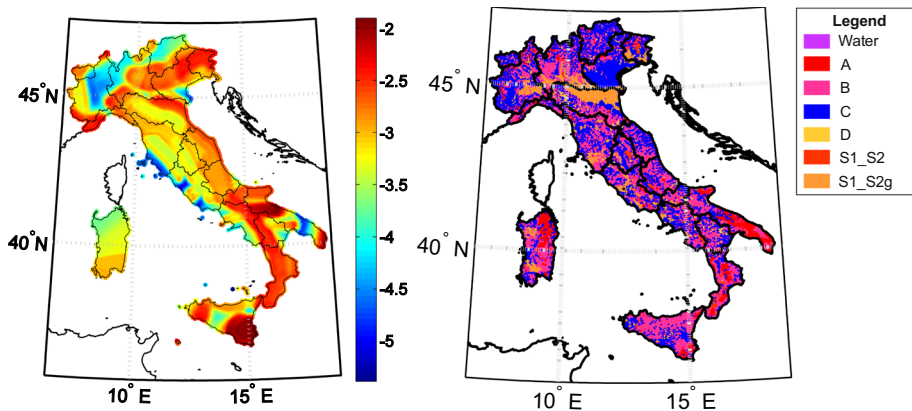 45° N
40° N
10° E
15° E
-2
-2.5
-3
-3.5
-4
-4.5
-5
45° N
40° N
10° E
15° E
Legend
Water
A
B
C
D
S1_S2
S1_S2g